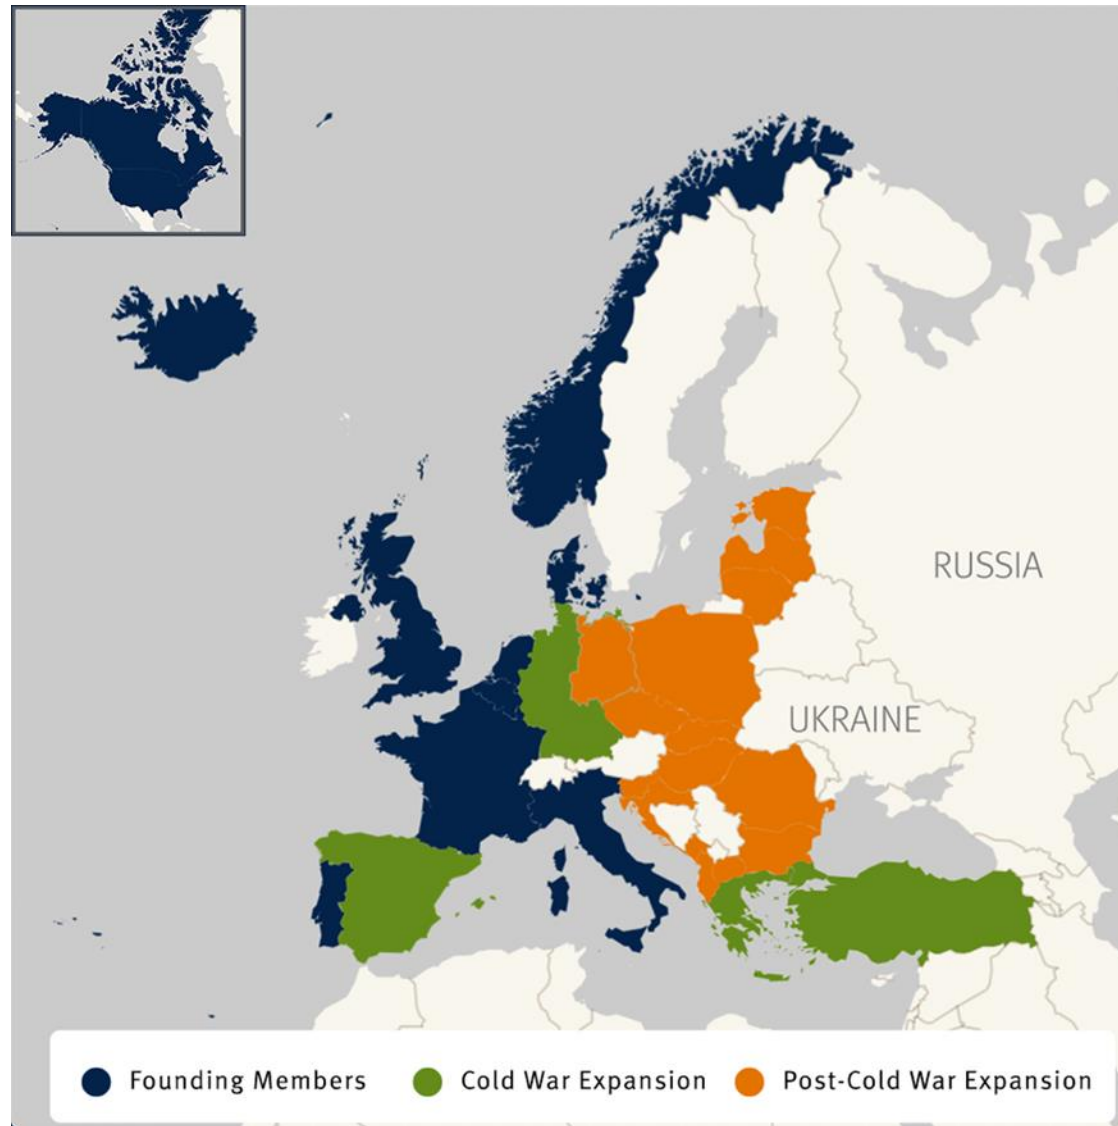 RUSSIA
UKRAINE
Founding Members
Cold War Expansion
Post-Cold War Expansion